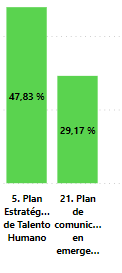 47,83 %
29,17 %
5. Plan
Estratég...
de Talento
Humano
21. Plan
de
comunic...
en
emerge...